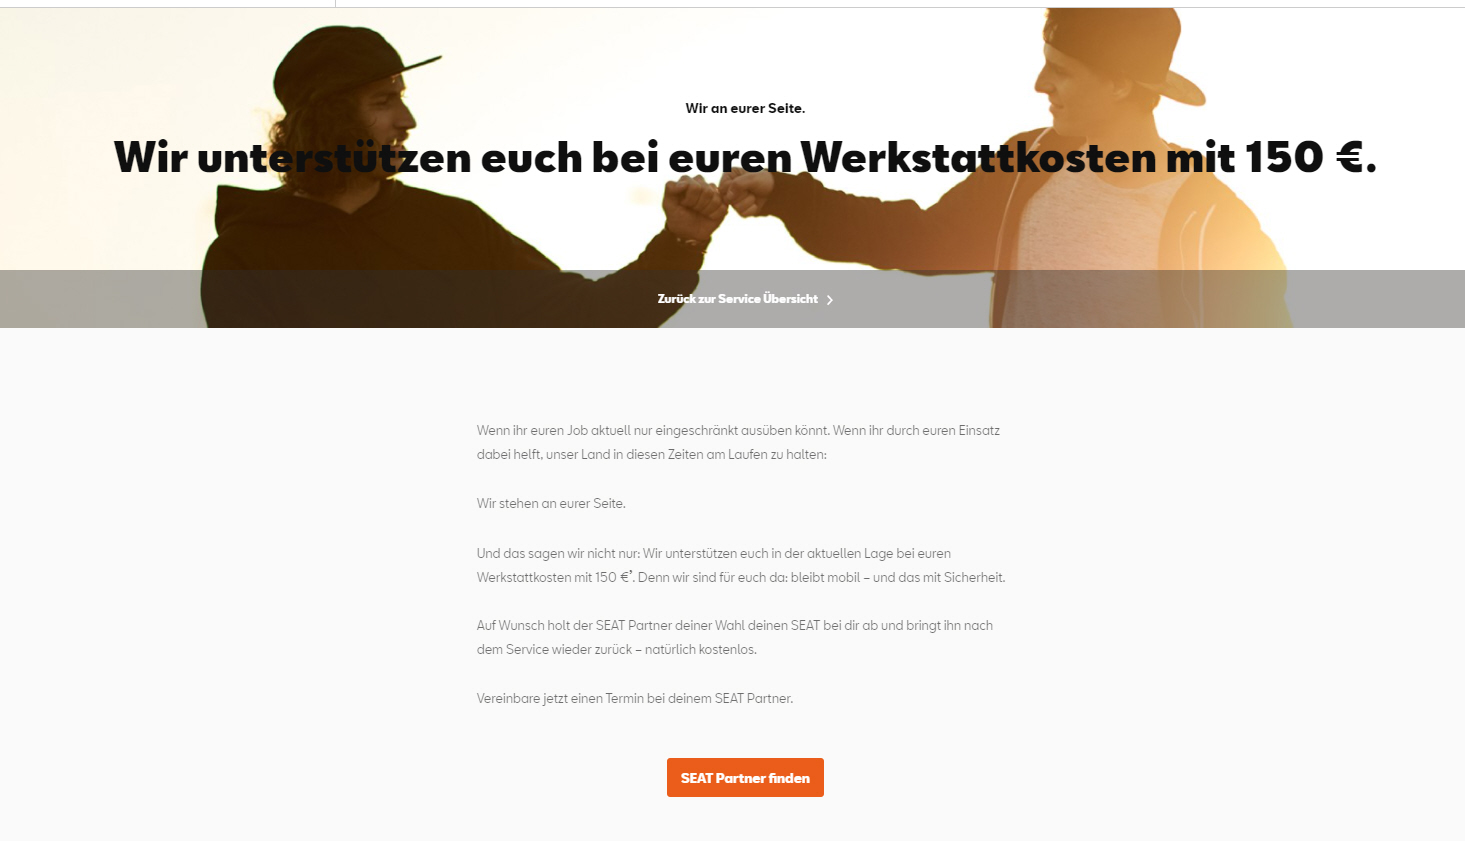 Wir an eurer Seite.
Wir unterstützen euch bei euren Werkstattkosten mit 150 €.
Zurück zur Service Übersicht
Wenn ihr euren Job aktuell nur eingeschränkt ausüben könnt. Wenn ihr durch euren Einsatz
dabei helft, unser Land in diesen Zeiten am Laufen zu halten:
Wir stehen an eurer Seite.
Und das sagen wir nicht nur: Wir unterstützen euch in der aktuellen Lage bei euren
Werkstattkosten mit 150 €*. Denn wir sind für euch da: bleibt mobil – und das mit Sicherheit.
Auf Wunsch holt der SEAT Partner deiner Wahl deinen SEAT bei dir ab und bringt ihn nach
dem Service wieder zurück – natürlich kostenlos.
Vereinbare jetzt einen Termin bei deinem SEAT Partner.
SEAT Partner finden